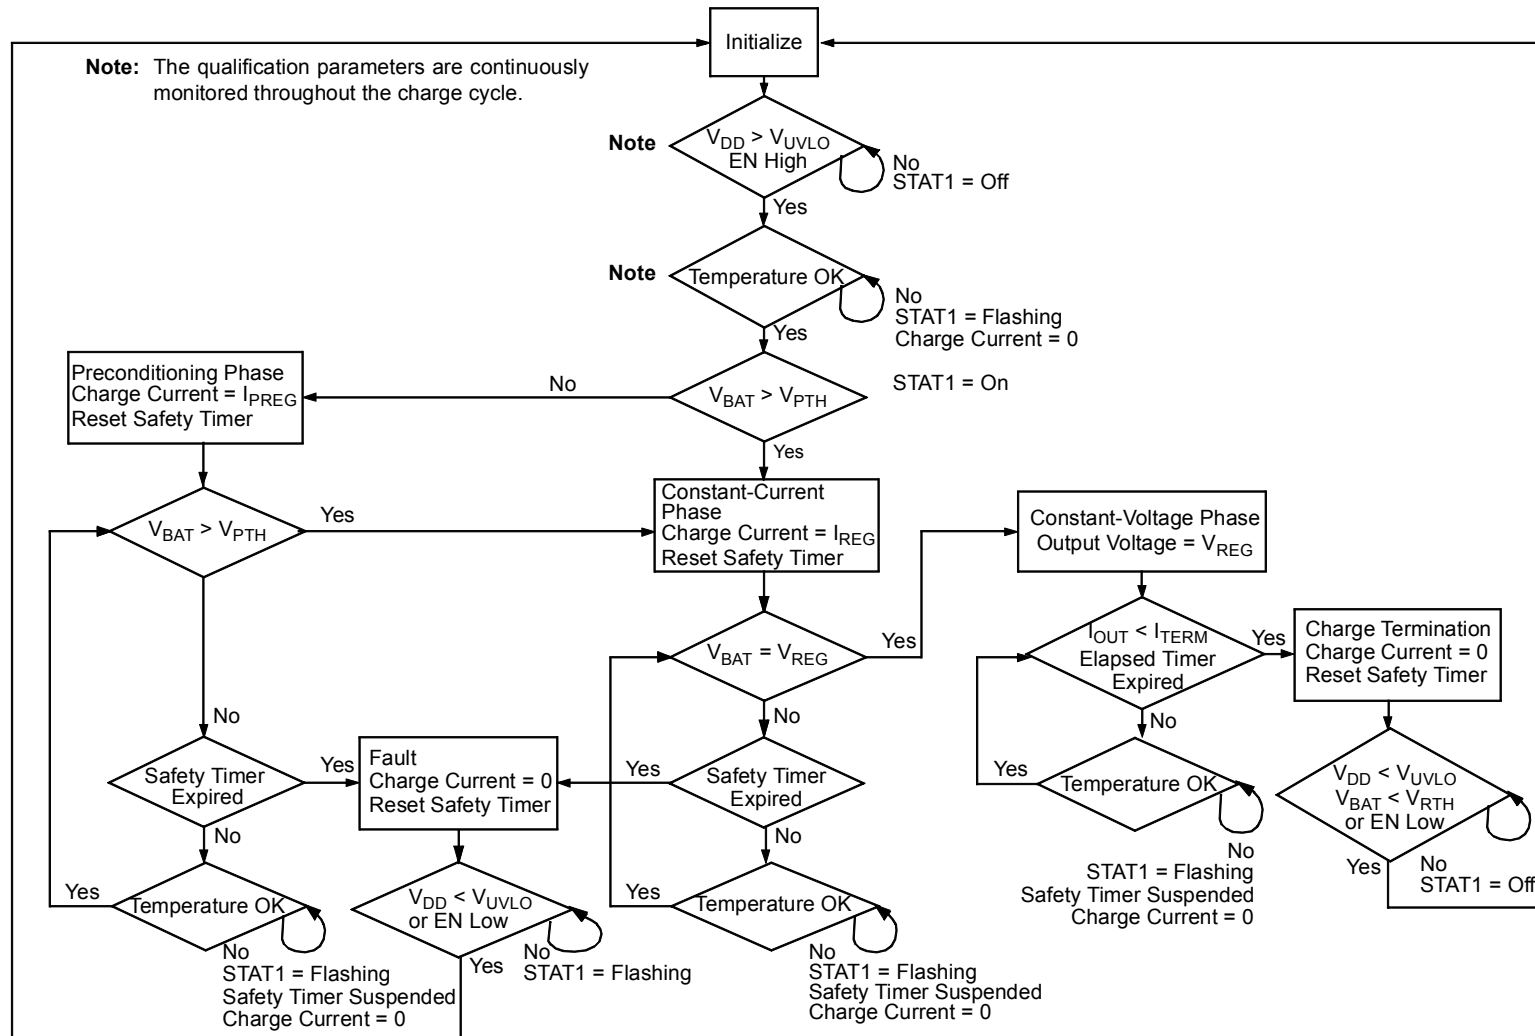 Initialize
Note: The qualification parameters are continuously
monitored throughout the charge cycle.
Note
VDD > VUVLO
EN High
No
STAT1 = Off
Yes
Note
Temperature OK
No
STAT1 = Flashing
Charge Current = 0
Yes
Preconditioning Phase
Charge Current = IPREG
Reset Safety Timer
No
VBAT > VPTH
STAT1 = On
Yes
VBAT > VPTH
Yes
Constant-Current
Phase
Charge Current = IREG
Reset Safety Timer
Constant-Voltage Phase
Output Voltage = VREG
VBAT = VREG
Yes
IOUT < ITERM
Elapsed Timer
Expired
Yes
Charge Termination
Charge Current = 0
Reset Safety Timer
No
No
No
Safety Timer
Expired
Yes
Fault
Charge Current = 0
Reset Safety Timer
Yes
Safety Timer
Expired
Yes
Temperature OK
VDD < VUVLO
VBAT < VRTH
or EN Low
No
No
No
STAT1 = Flashing
Safety Timer Suspended
Charge Current = 0
Yes
No
STAT1 = Off
Yes
Temperature OK
VDD < VUVLO
or EN Low
Yes
Temperature OK
No
STAT1 = Flashing
Safety Timer Suspended
Charge Current = 0
Yes
No
STAT1 = Flashing
No
STAT1 = Flashing
Safety Timer Suspended
Charge Current = 0